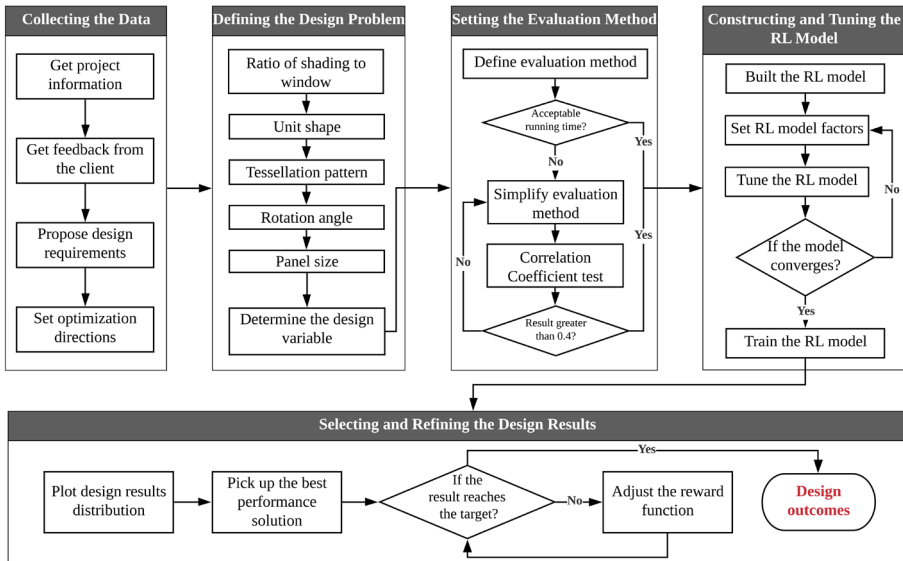 Collecting the Data
Get project
information
Get feedback from
the client
Propose design
requirements
Set optimization
directions
Defining the Design Problem
Ratio of shading to
window
Unit shape
Tessellation pattern
Rotation angle
Panel size
Determine the design
variable
Setting the Evaluation Method
Define evaluation method
Acceptable
running time?
Yes
No
Simplify evaluation
method
Correlation
Coefficient test
No
Yes
Result greater
than 0.4?
Constructing and Tuning the
RL Model
Built the RL model
Set RL model factors
Tune the RL model
No
If the model
converges?
Yes
Train the RL model
Selecting and Refining the Design Results
Plot design results
distribution
Pick up the best
performance
solution
If the
result reaches
the target?
Yes
No
Adjust the reward
function
Design
outcomes